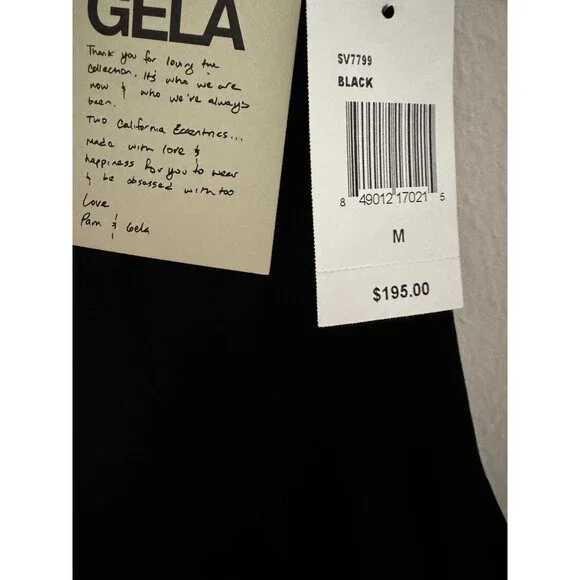 GELA
Thank you for loving the
collection. It's who we are
now & who we've always
been.
Two California Eccentrics...
Made with love &
happiness for you to wear
& be obsessed with too
Love
Pam & Gela
SV7799
BLACK
8 49012 17021 5
M
$195.00